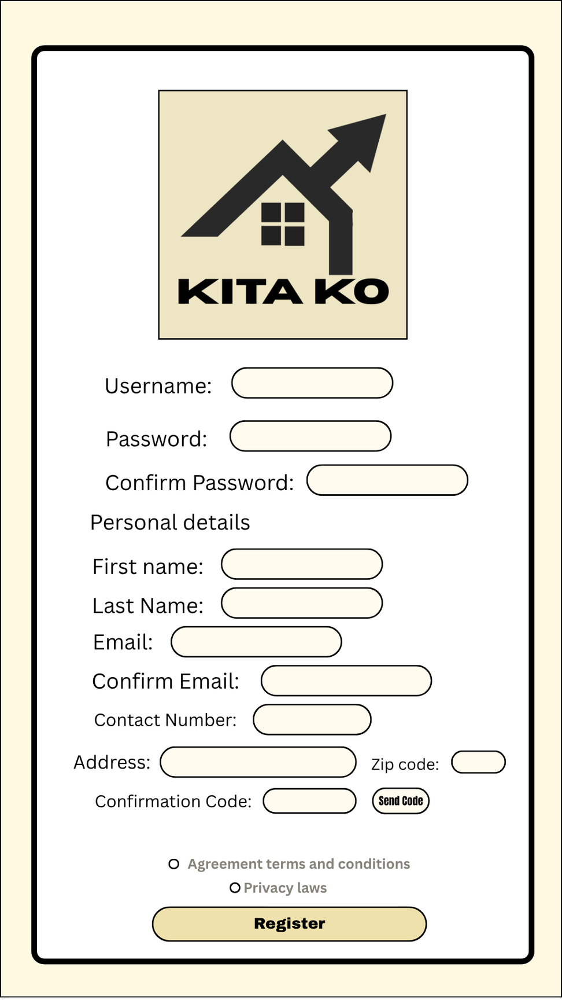 KITA KO
Username:
Password:
Confirm Password:
Personal details
First name:
Last Name:
Email:
Confirm Email:
Contact Number:
Address: Zip code:
Confirmation Code: Send Code
Agreement terms and conditions
Privacy laws
Register